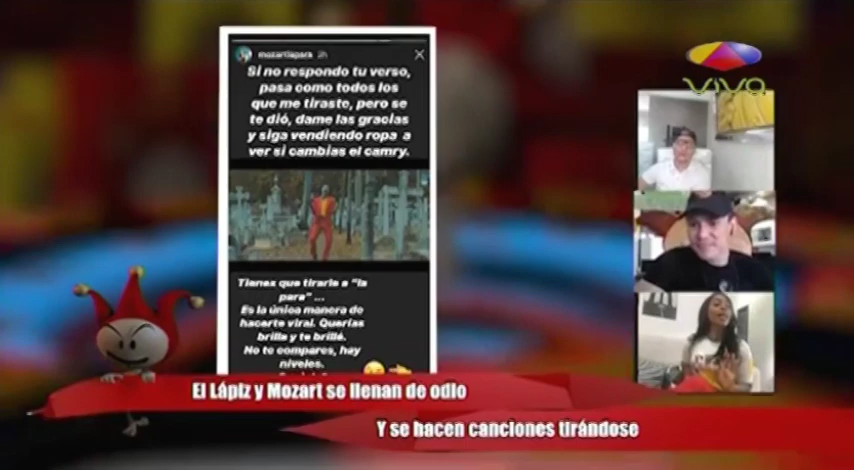 mozartlapara 2h
Si no respondo tu verso,
pasa como todos los
que me tiraste, pero se
te dió, dame las gracias
y siga vendiendo ropa a
ver si cambias el camry.
VIVA
Tienes que tirarle a "la
para" ...
Es la única manera de
hacerte viral. Querías
brilla y te brillé.
No te compares, hay
niveles.
El Lápiz y Mozart se llenan de odio
Y se hacen canciones tirándose